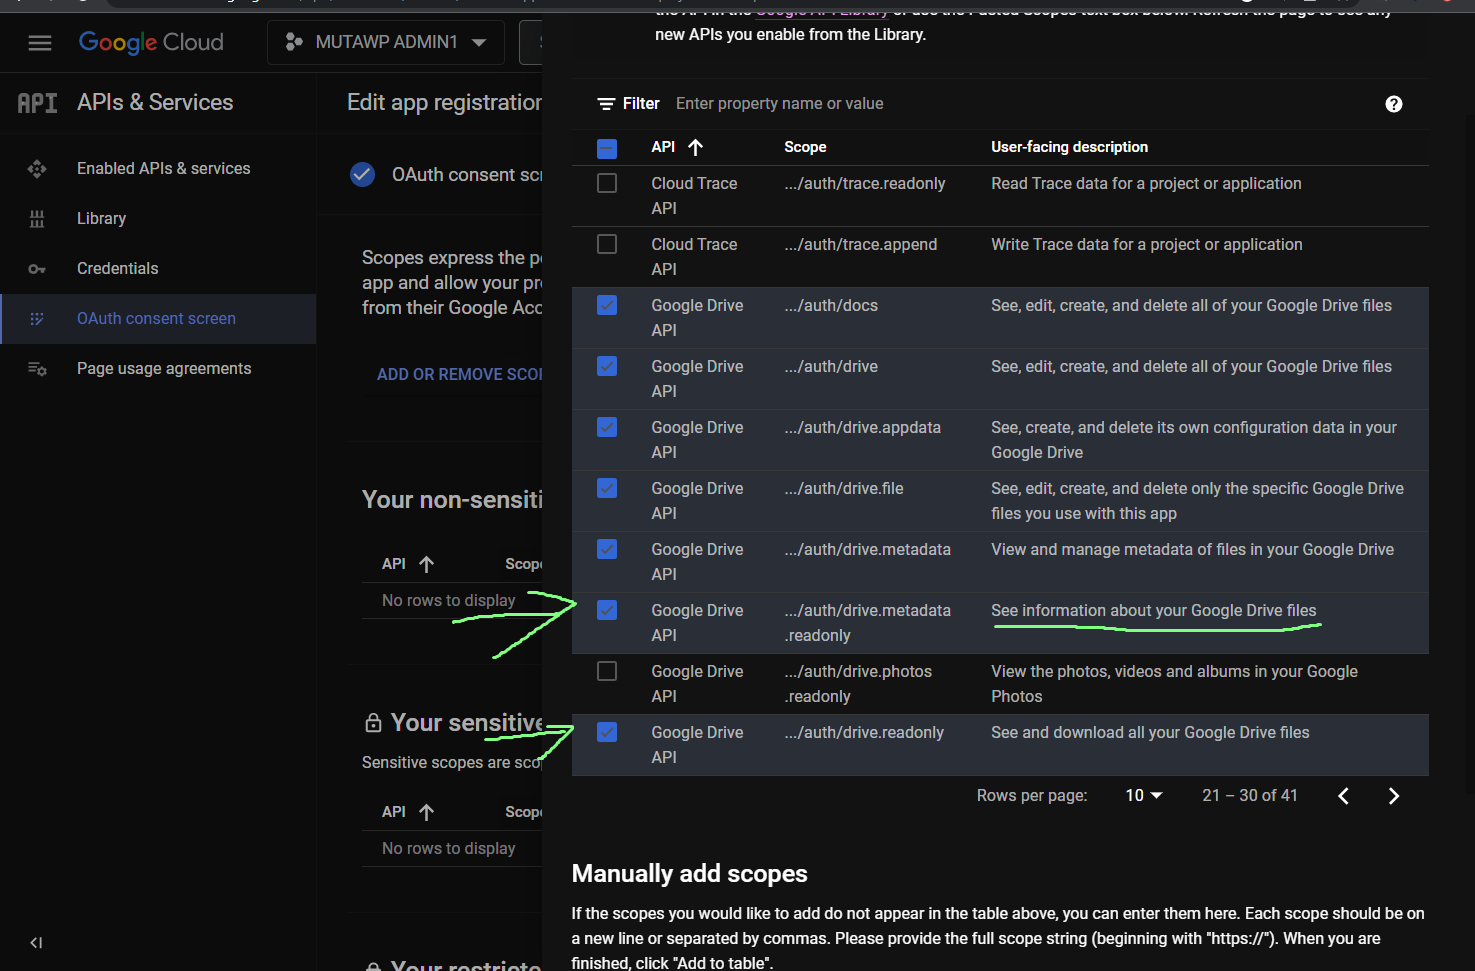 new APIs you enable from the Library.
Google Cloud
MUTAWP ADMIN1
API
APIs & Services
Edit app registration
Enabled APIs & services
Library
Credentials
OAuth consent screen
Page usage agreements
OAuth consent
Scopes express the
app and allow your
from their Google
ADD OR REMOVE
Your
API
No rows to display
Your sensitive
Sensitive scopes are
API
No rows to display
Your
Filter
Enter property name or value
API
Scope
User-facing description
Cloud Trace
API
.../auth/trace.readonly
Read Trace data for a project or application
Cloud Trace
API
.../auth/trace.append
Write Trace data for a project or application
Google Drive
API
.../auth/docs
See, edit, create, and delete all of your Google Drive files
Google Drive
API
.../auth/drive
See, edit, create, and delete all of your Google Drive files
Google Drive
API
.../auth/drive.appdata
See, create, and delete its own configuration data in your
Google Drive
Google Drive
API
.../auth/drive.file
See, edit, create, and delete only the specific Google Drive
files you use with this app
Google Drive
API
.../auth/drive.metadata
View and manage metadata of files in your Google Drive
Google Drive
API
.../auth/drive.metadata
.readonly
See information about your Google Drive files
Google Drive
API
.../auth/drive.photos
.readonly
View the photos, videos and albums in your Google
Photos
Google Drive
API
.../auth/drive.readonly
See and download all your Google Drive files
Rows per page:
10
21 – 30 of 41
Manually add scopes
If the scopes you would like to add do not appear in the table above, you can enter them here. Each scope should be on
a new line or separated by commas. Please provide the full scope string (beginning with "https://"). When you are
finished, click "Add to table".